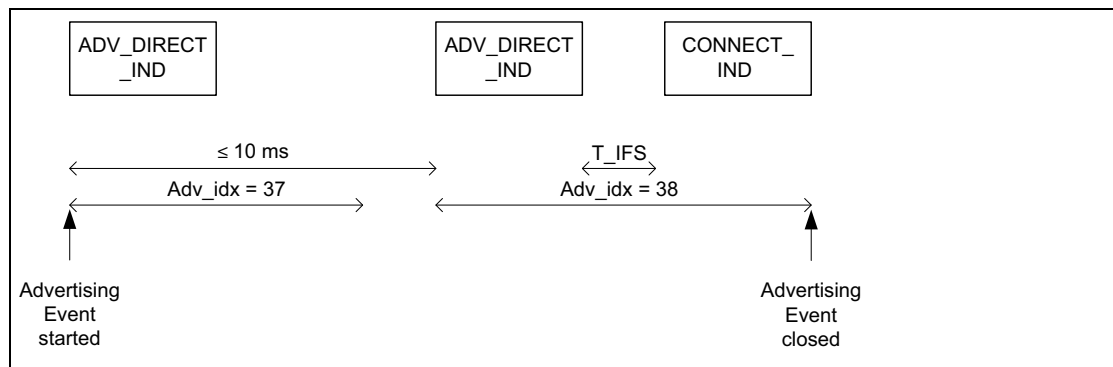 ADV_DIRECT
_IND
ADV_DIRECT
_IND
CONNECT_
IND
≤ 10 ms
T_IFS
Adv_idx = 37
Adv_idx = 38
Advertising
Event
started
Advertising
Event
closed